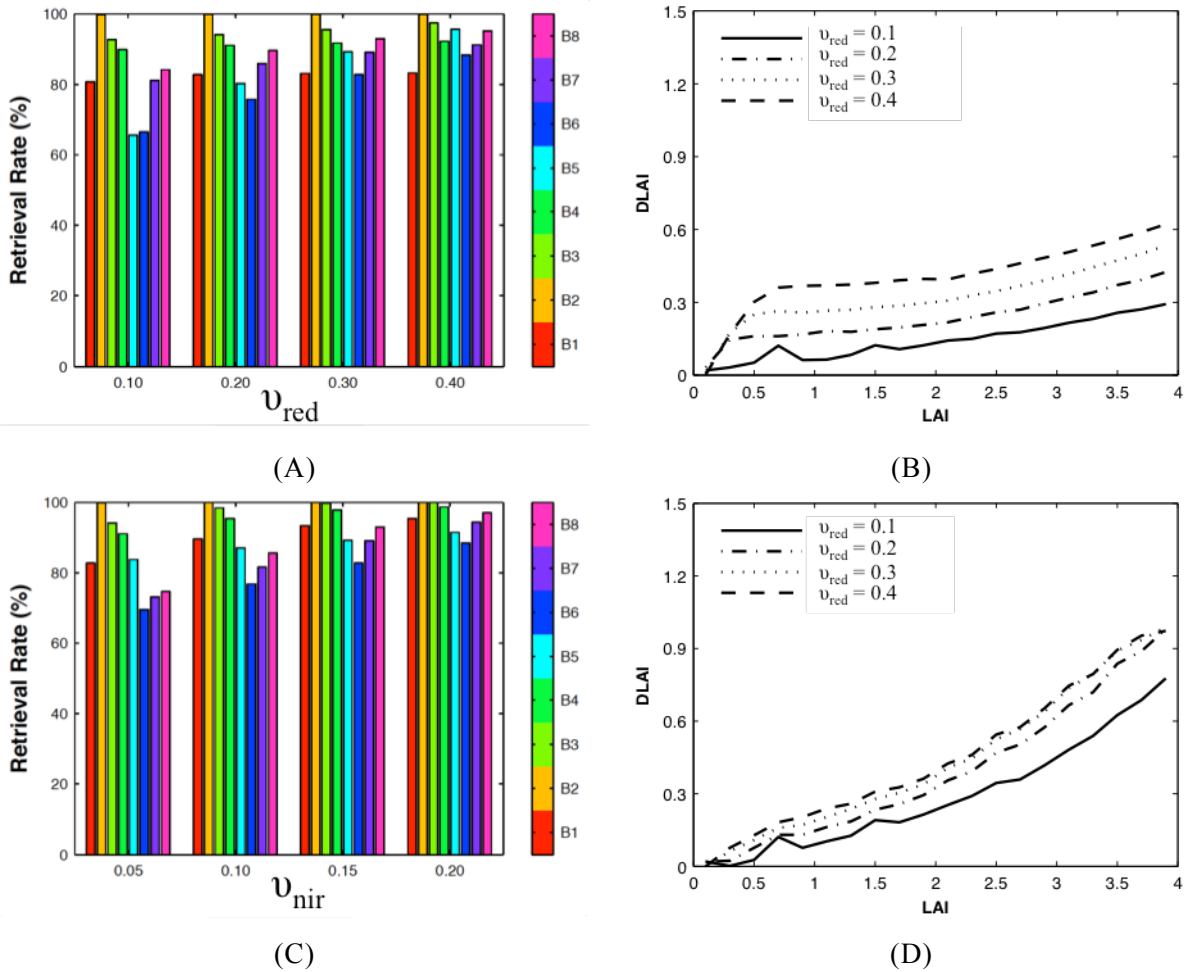 100
80
60
40
20
0
Retrieval Rate (%)
0.10 0.20 0.30 0.40
υred
B8
B7
B6
B5
B4
B3
B2
B1
(A)
1.5
1.2
0.9
0.6
0.3
0
DLAI
υred = 0.1
υred = 0.2
υred = 0.3
υred = 0.4
0 0.5 1 1.5 2 2.5 3 3.5 4
LAI
(B)
100
80
60
40
20
0
Retrieval Rate (%)
0.05 0.10 0.15 0.20
υnir
B8
B7
B6
B5
B4
B3
B2
B1
(C)
1.5
1.2
0.9
0.6
0.3
0
DLAI
υred = 0.1
υred = 0.2
υred = 0.3
υred = 0.4
0 0.5 1 1.5 2 2.5 3 3.5 4
LAI
(D)